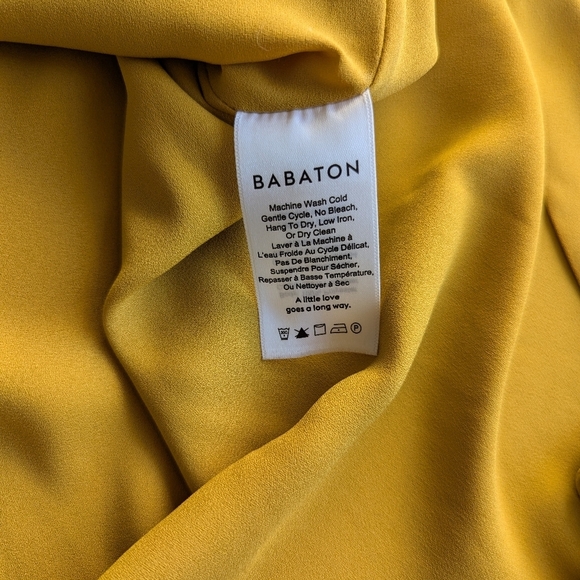 BABATON
Machine Wash Cold
Gentle Cycle, No Bleach,
Hang To Dry, Low Iron,
Or Dry Clean
Laver à La Machine à
L'eau Froide Au Cycle Délicat,
Pas De Blanchiment,
Suspendre Pour Sécher,
Repasser à Basse Température,
Ou Nettoyer à Sec
A little love
goes a long way.